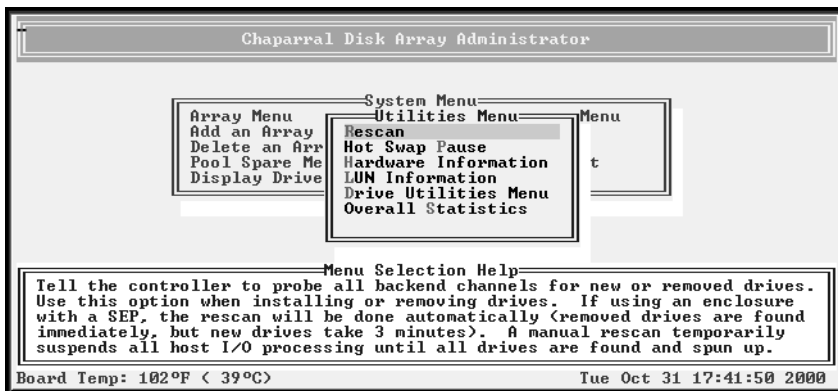 Chaparral Disk Array Administrator
System Menu
Array Menu
Add an Array
Delete an Arr
Pool Spare Me
Display Drive
Menu
t
Utilities Menu
Rescan
Hot Swap Pause
Hardware Information
LUN Information
Drive Utilities Menu
Overall Statistics
Menu Selection Help
Tell the controller to probe all backend channels for new or removed drives.
Use this option when installing or removing drives. If using an enclosure
with a SEP, the rescan will be done automatically (removed drives are found
immediately, but new drives take 3 minutes). A manual rescan temporarily
suspends all host I/O processing until all drives are found and spun up.
Board Temp: 102ºF ( 39ºC) Tue Oct 31 17:41:50 2000